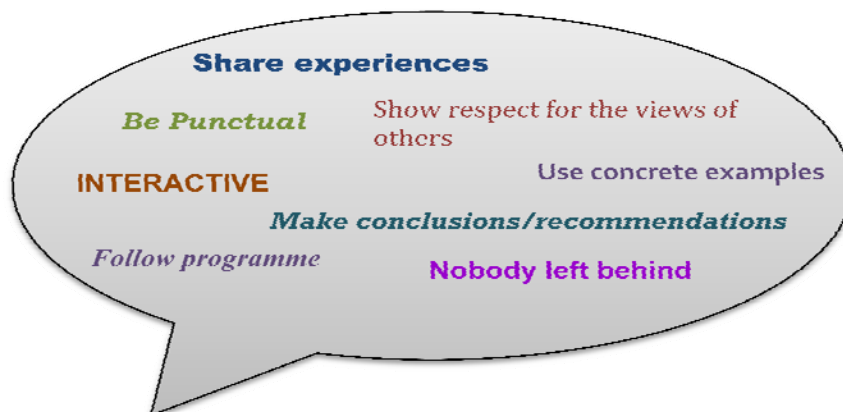 Share experiences
Be Punctual
Show respect for the views of
others
INTERACTIVE
Use concrete examples
Make conclusions/recommendations
Follow programme
Nobody left behind